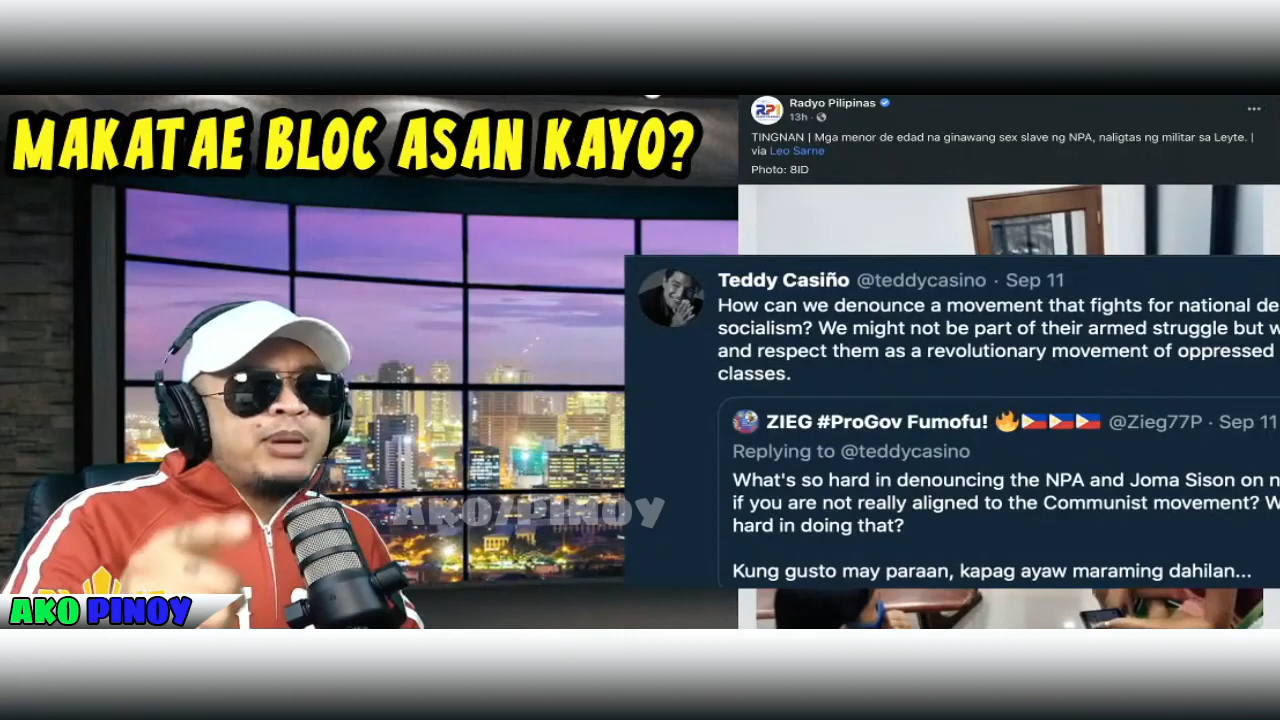 MAKATAE BLOC ASAN KAYO?
Radyo Pilipinas
13h ·
TINGNAN | Mga menor de edad na ginawang sex slave ng NPA, naligtas ng militar sa Leyte. |
via Leo Sarne
Photo: 8ID
Teddy Casiño @teddycasino · Sep 11
How can we denounce a movement that fights for national de
socialism? We might not be part of their armed struggle but w
and respect them as a revolutionary movement of oppressed
classes.
ZIEG #ProGov Fumofu! 🔥🇵🇭🇵🇭🇵🇭 @Zieg77P · Sep 11
Replying to @teddycasino
What's so hard in denouncing the NPA and Joma Sison on n
if you are not really aligned to the Communist movement? W
hard in doing that?
Kung gusto may paraan, kapag ayaw maraming dahilan...
AKO/PINOY
AKO PINOY